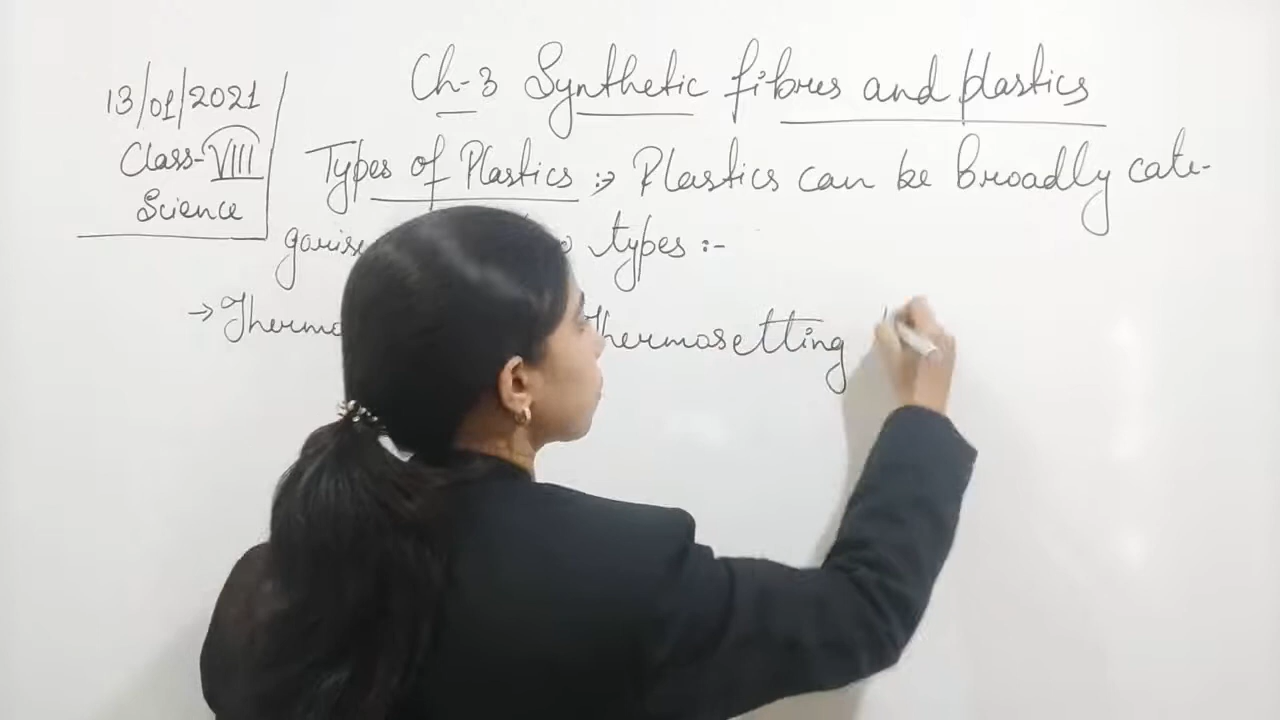 13/01/2021
Class-VIII
Science
Ch-3 Synthetic fibres and plastics
Types of Plastics :→ Plastics can be broadly cate-
types :-
→
Thermosetting